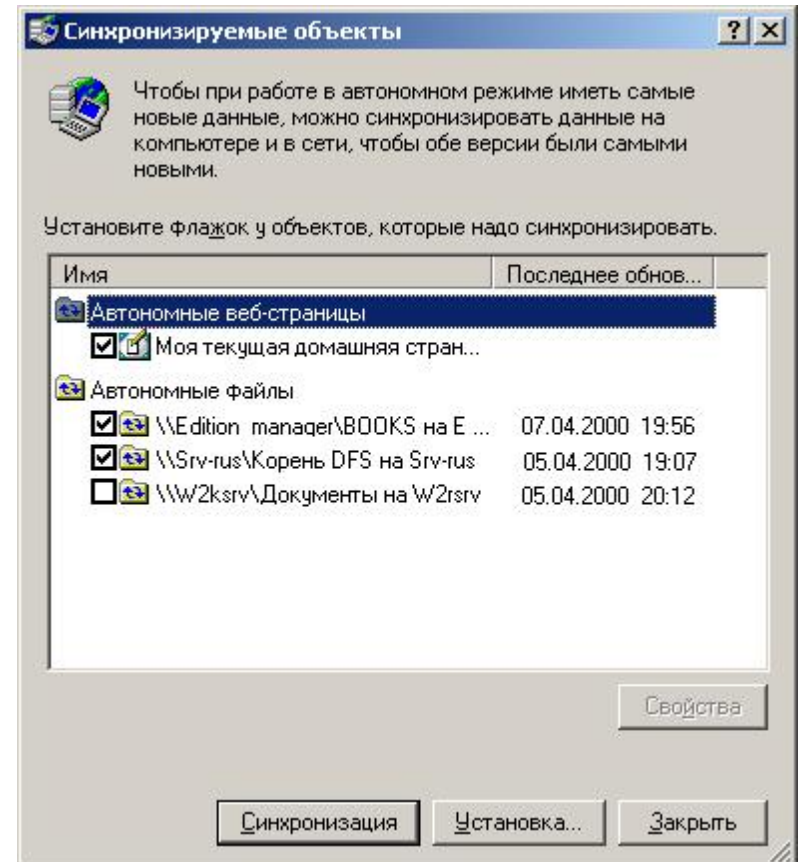 Синхронизируемые объекты
Чтобы при работе в автономном режиме иметь самые
новые данные, можно синхронизировать данные на
компьютере и в сети, чтобы обе версии были самыми
новыми.
Установите флажок у объектов, которые надо синхронизировать.
Имя Последнее обнов...
Автономные веб-страницы
Моя текущая домашняя стран...
Автономные файлы
\\Edition_manager\BOOKS на E ... 07.04.2000 19:56
\\Srv-rus\Корень DFS на Srv-rus 05.04.2000 19:07
\\W2ksrv\Документы на W2rsrv 05.04.2000 20:12
Свойства
Синхронизация Установка... Закрыть